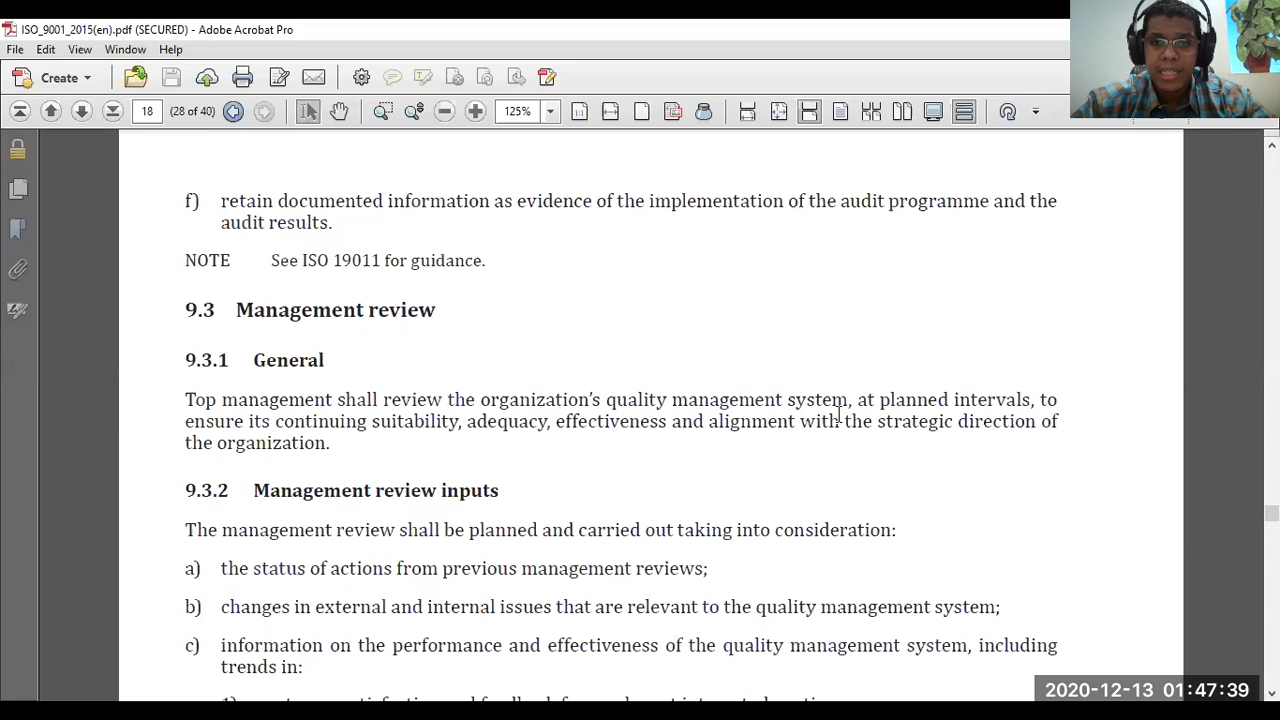 ISO_9001_2015(en).pdf (SECURED) - Adobe Acrobat Pro
File Edit View Window Help
Create
18 (28 of 40) 125%
f) retain documented information as evidence of the implementation of the audit programme and the
audit results.
NOTE See ISO 19011 for guidance.
9.3 Management review
9.3.1 General
Top management shall review the organization's quality management system, at planned intervals, to
ensure its continuing suitability, adequacy, effectiveness and alignment with the strategic direction of
the organization.
9.3.2 Management review inputs
The management review shall be planned and carried out taking into consideration:
a) the status of actions from previous management reviews;
b) changes in external and internal issues that are relevant to the quality management system;
c) information on the performance and effectiveness of the quality management system, including
trends in:
2020-12-13 01:47:39